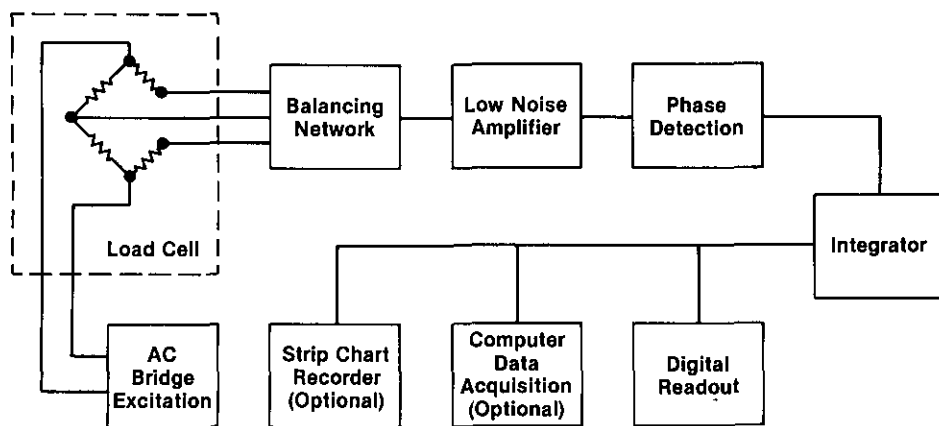 Balancing
Network
Low Noise
Amplifier
Phase
Detection
Load Cell
Integrator
AC
Bridge
Excitation
Strip Chart
Recorder
(Optional)
Computer
Data
Acquisition
(Optional)
Digital
Readout